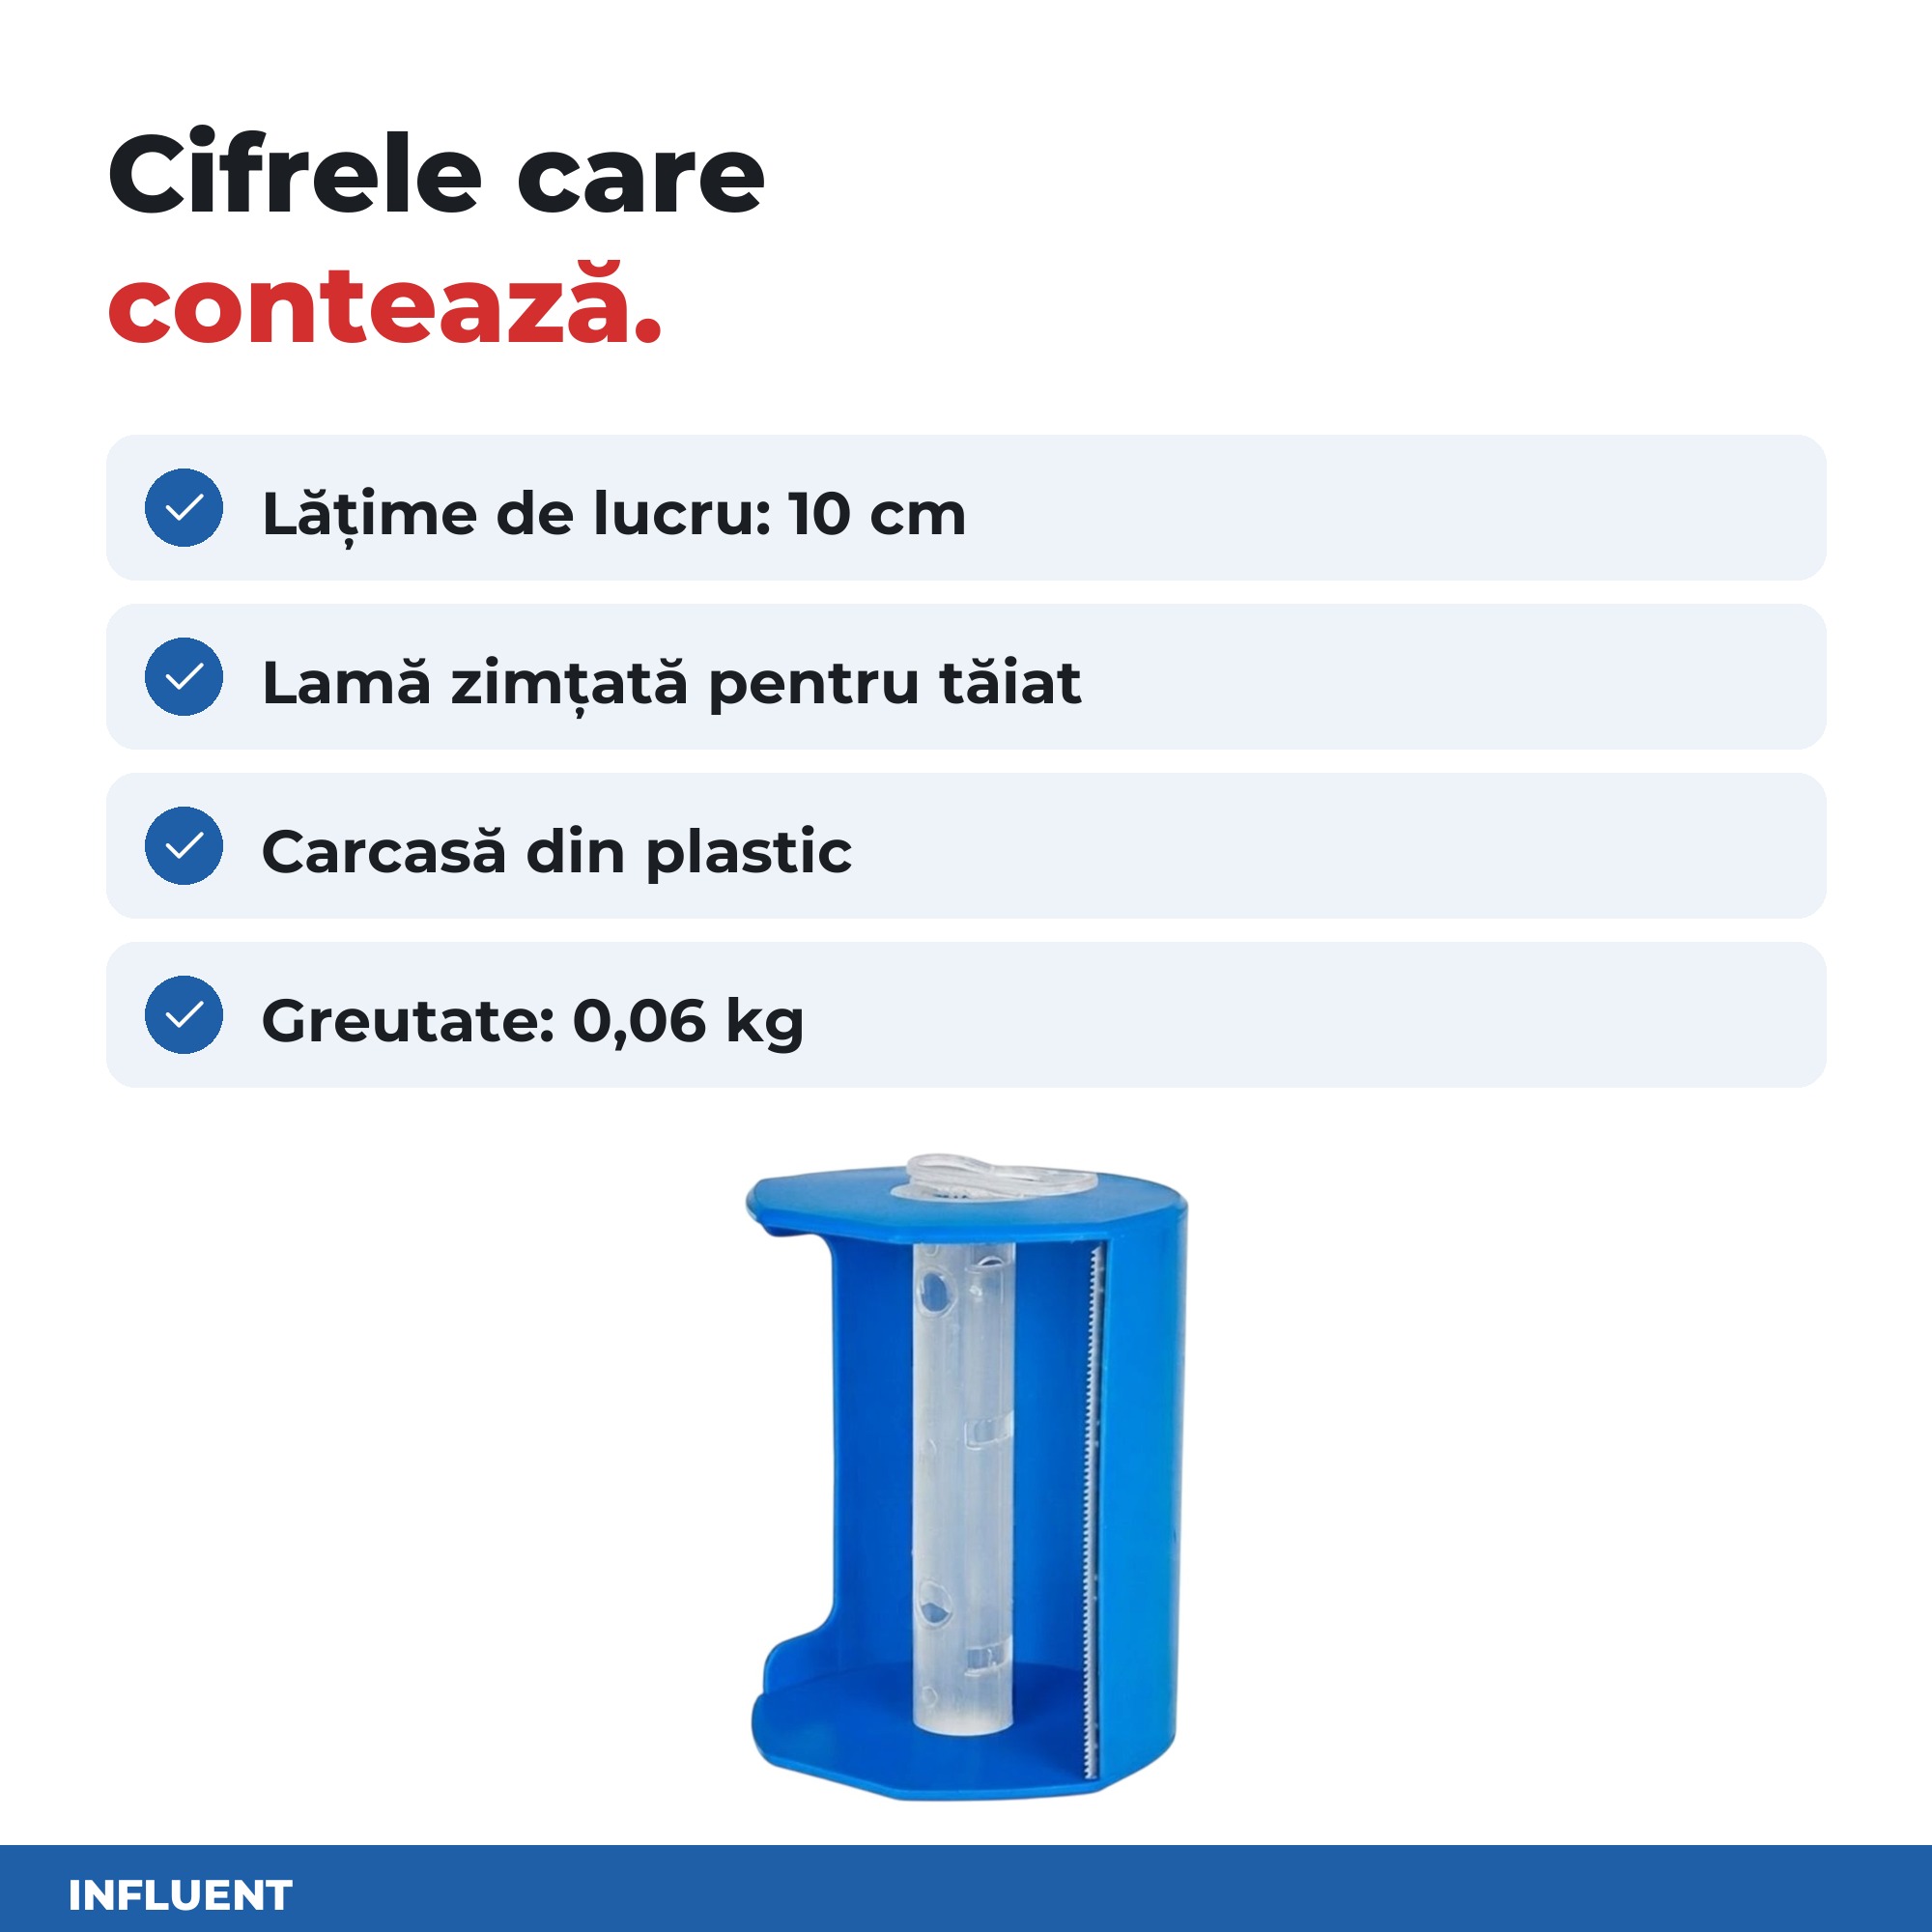 Cifrele care
contează.
Lățime de lucru: 10 cm
Lamă zimțată pentru tăiat
Carcasă din plastic
Greutate: 0,06 kg
INFLUENT